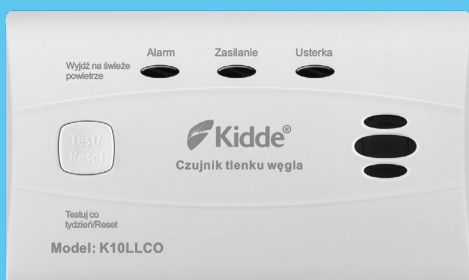 Alarm Zasilanie Usterka
Wyjdź na świeże
powietrze
Test/
Reset
Kidde®
Czujnik tlenku węgla
Testuj co
tydzień/Reset
Model: K10LLCO